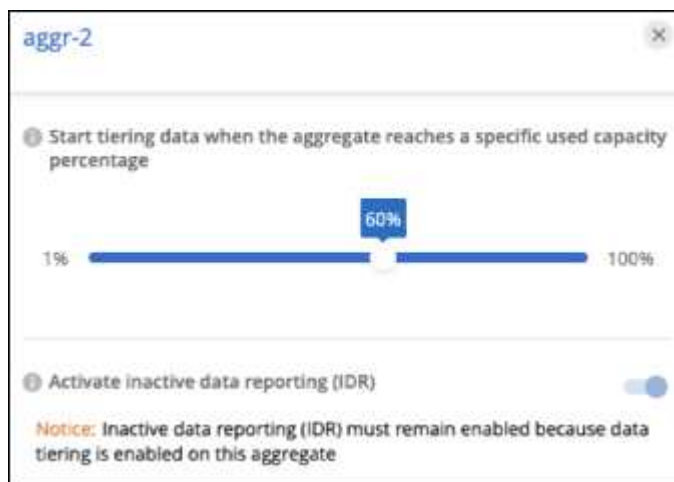 aggr-2
Start tiering data when the aggregate reaches a specific used capacity
percentage
60%
1%
100%
Activate inactive data reporting (IDR)
Notice: Inactive data reporting (IDR) must remain enabled because data
tiering is enabled on this aggregate